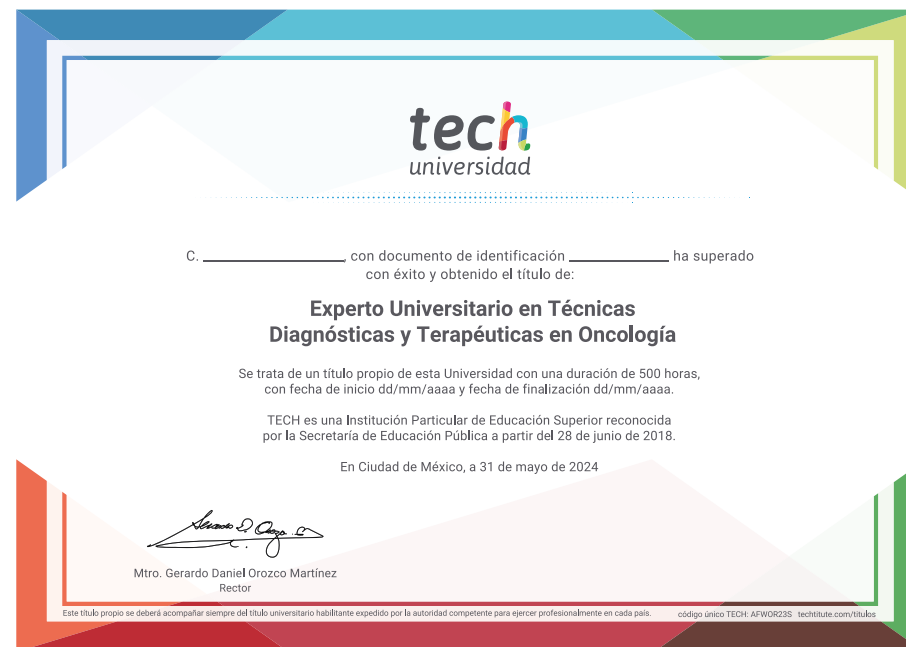 tech
universidad
C. ____________, con documento de identificación ____________ ha superado
con éxito y obtenido el título de:
Experto Universitario en Técnicas
Diagnósticas y Terapéuticas en Oncología
Se trata de un título propio de esta Universidad con una duración de 500 horas,
con fecha de inicio dd/mm/aaaa y fecha de finalización dd/mm/aaaa.
TECH es una Institución Particular de Educación Superior reconocida
por la Secretaría de Educación Pública a partir del 28 de junio de 2018.
En Ciudad de México, a 31 de mayo de 2024
Mtro. Gerardo Daniel Orozco Martínez
Rector
Este título propio se deberá acompañar siempre del título universitario habilitante expedido por la autoridad competente para ejercer profesionalmente en cada país. código único TECH: AFWOR23S techtitute.com/titulos